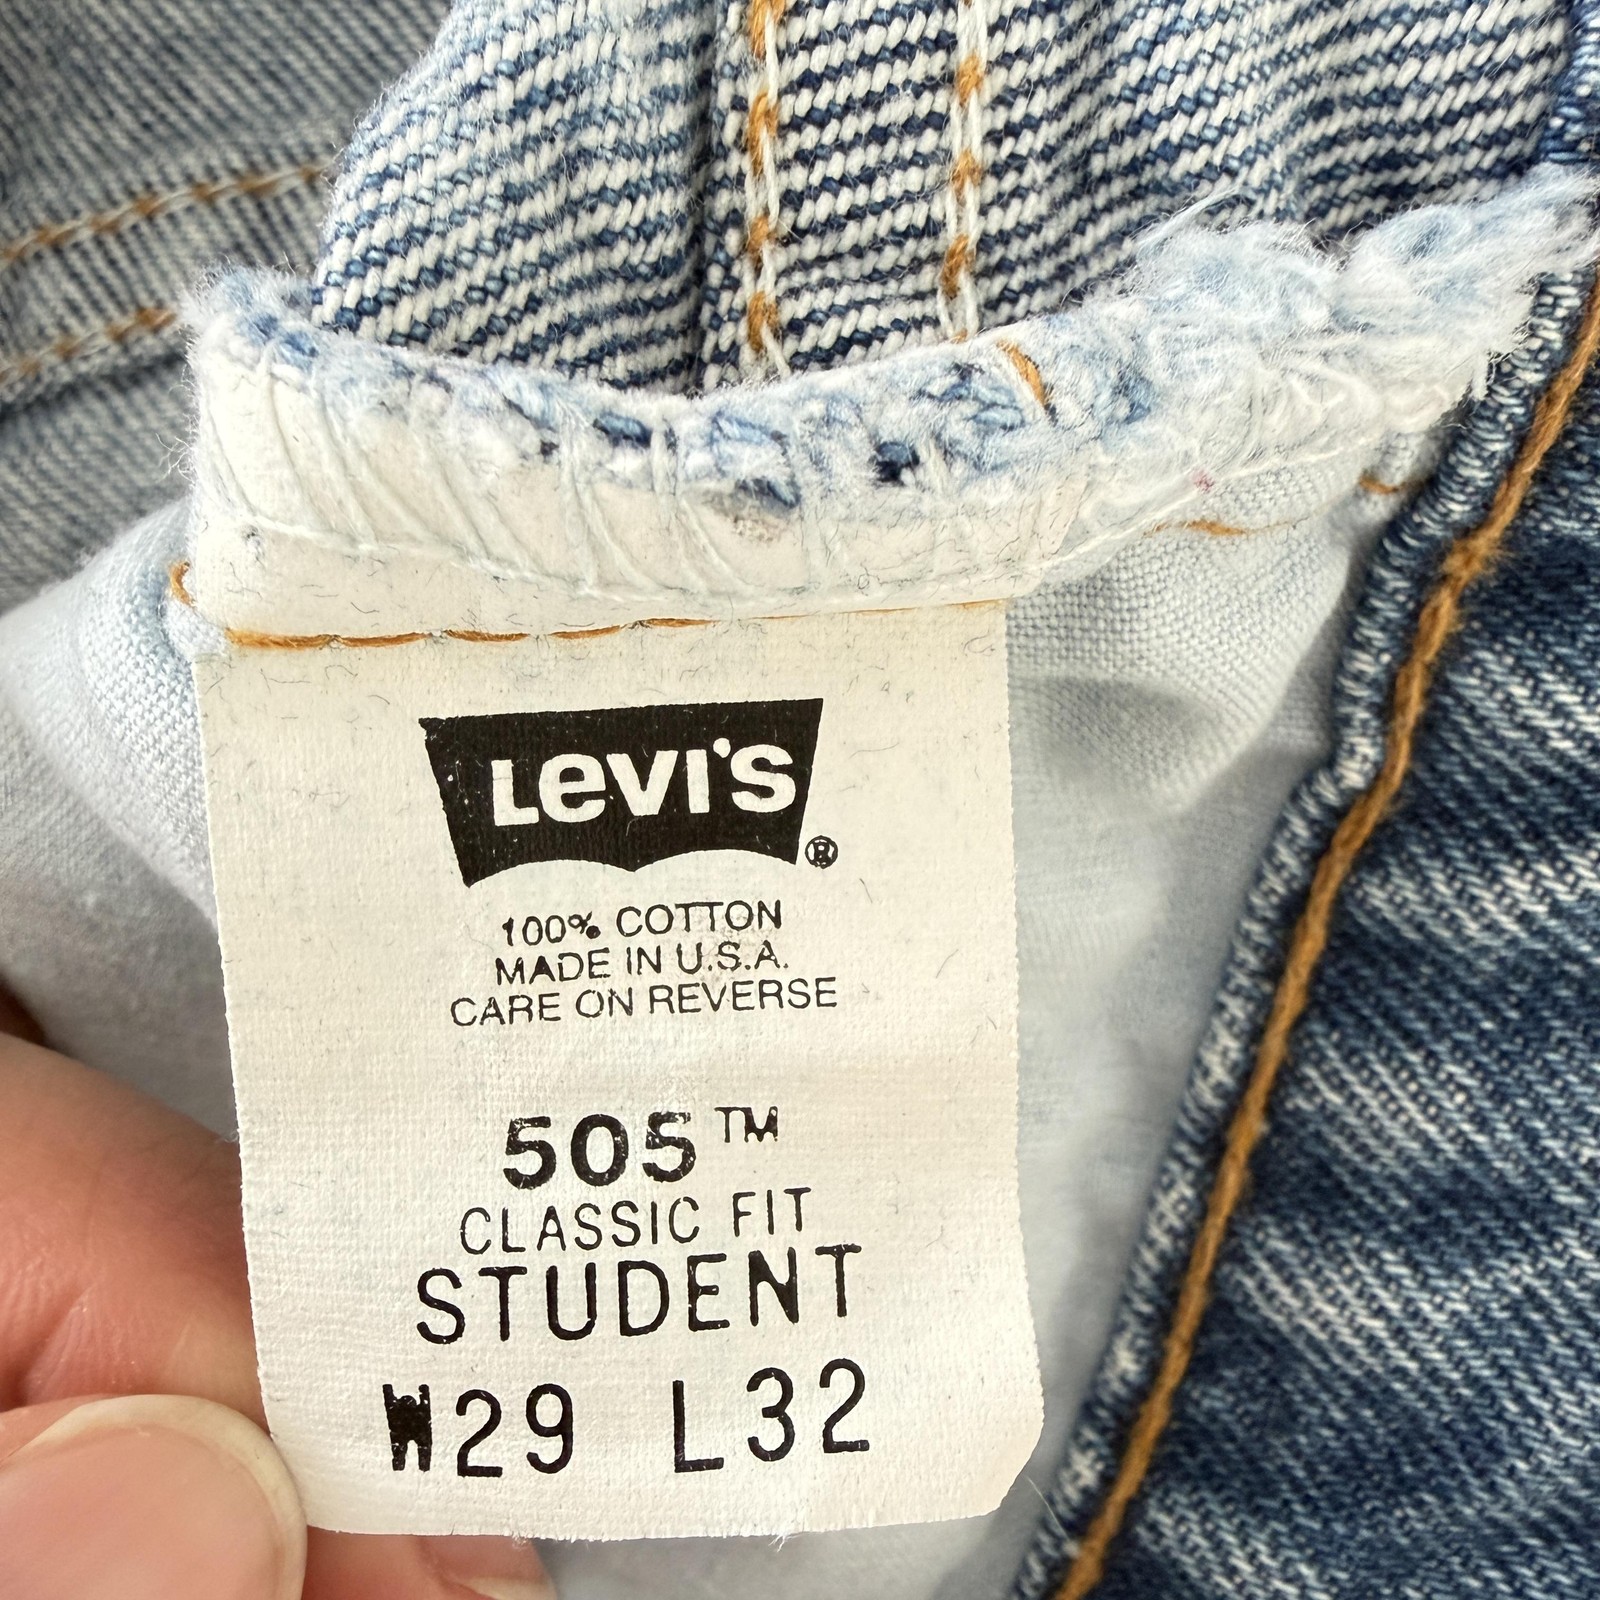 Levi's ®
100% COTTON
MADE IN U.S.A.
CARE ON REVERSE
505™
CLASSIC FIT
STUDENT
W29 L32